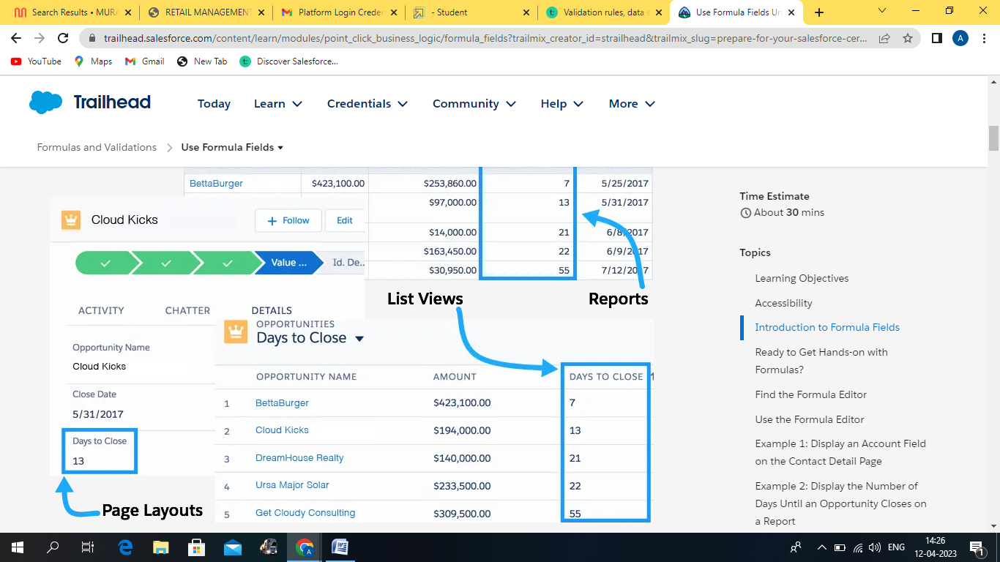 Search Results • MURA
RETAIL MANAGEMENT
Platform Login Creder
- Student
Validation rules, data s
Use Formula Fields Un
trailhead.salesforce.com/content/learn/modules/point_click_business_logic/formula_fields?trailmix_creator_id=strailhead&trailmix_slug=prepare-for-your-salesforce-cer...
A
YouTube
Maps
Gmail
New Tab
Discover Salesforce...
Trailhead
Today
Learn
Credentials
Community
Help
More
Formulas and Validations
Use Formula Fields
BettaBurger $423,100.00 $253,860.00 7 5/25/2017
$97,000.00 13 5/31/2017
$14,000.00 21 6/8/2017
$163,450.00 22 6/9/2017
$30,950.00 55 7/12/2017
Cloud Kicks
+ Follow
Edit
Value ...
Id. De..
List Views
Reports
ACTIVITY
CHATTER
DETAILS
Opportunity Name
Cloud Kicks
Close Date
5/31/2017
Days to Close
13
Page Layouts
OPPORTUNITIES
Days to Close
OPPORTUNITY NAME AMOUNT DAYS TO CLOSE
1 BettaBurger $423,100.00 7
2 Cloud Kicks $194,000.00 13
3 DreamHouse Realty $140,000.00 21
4 Ursa Major Solar $233,500.00 22
5 Get Cloudy Consulting $309,500.00 55
Time Estimate
About 30 mins
Topics
Learning Objectives
Accessibility
Introduction to Formula Fields
Ready to Get Hands-on with
Formulas?
Find the Formula Editor
Use the Formula Editor
Example 1: Display an Account Field
on the Contact Detail Page
Example 2: Display the Number of
Days Until an Opportunity Closes on
a Report
ENG
14:26
12-04-2023
1